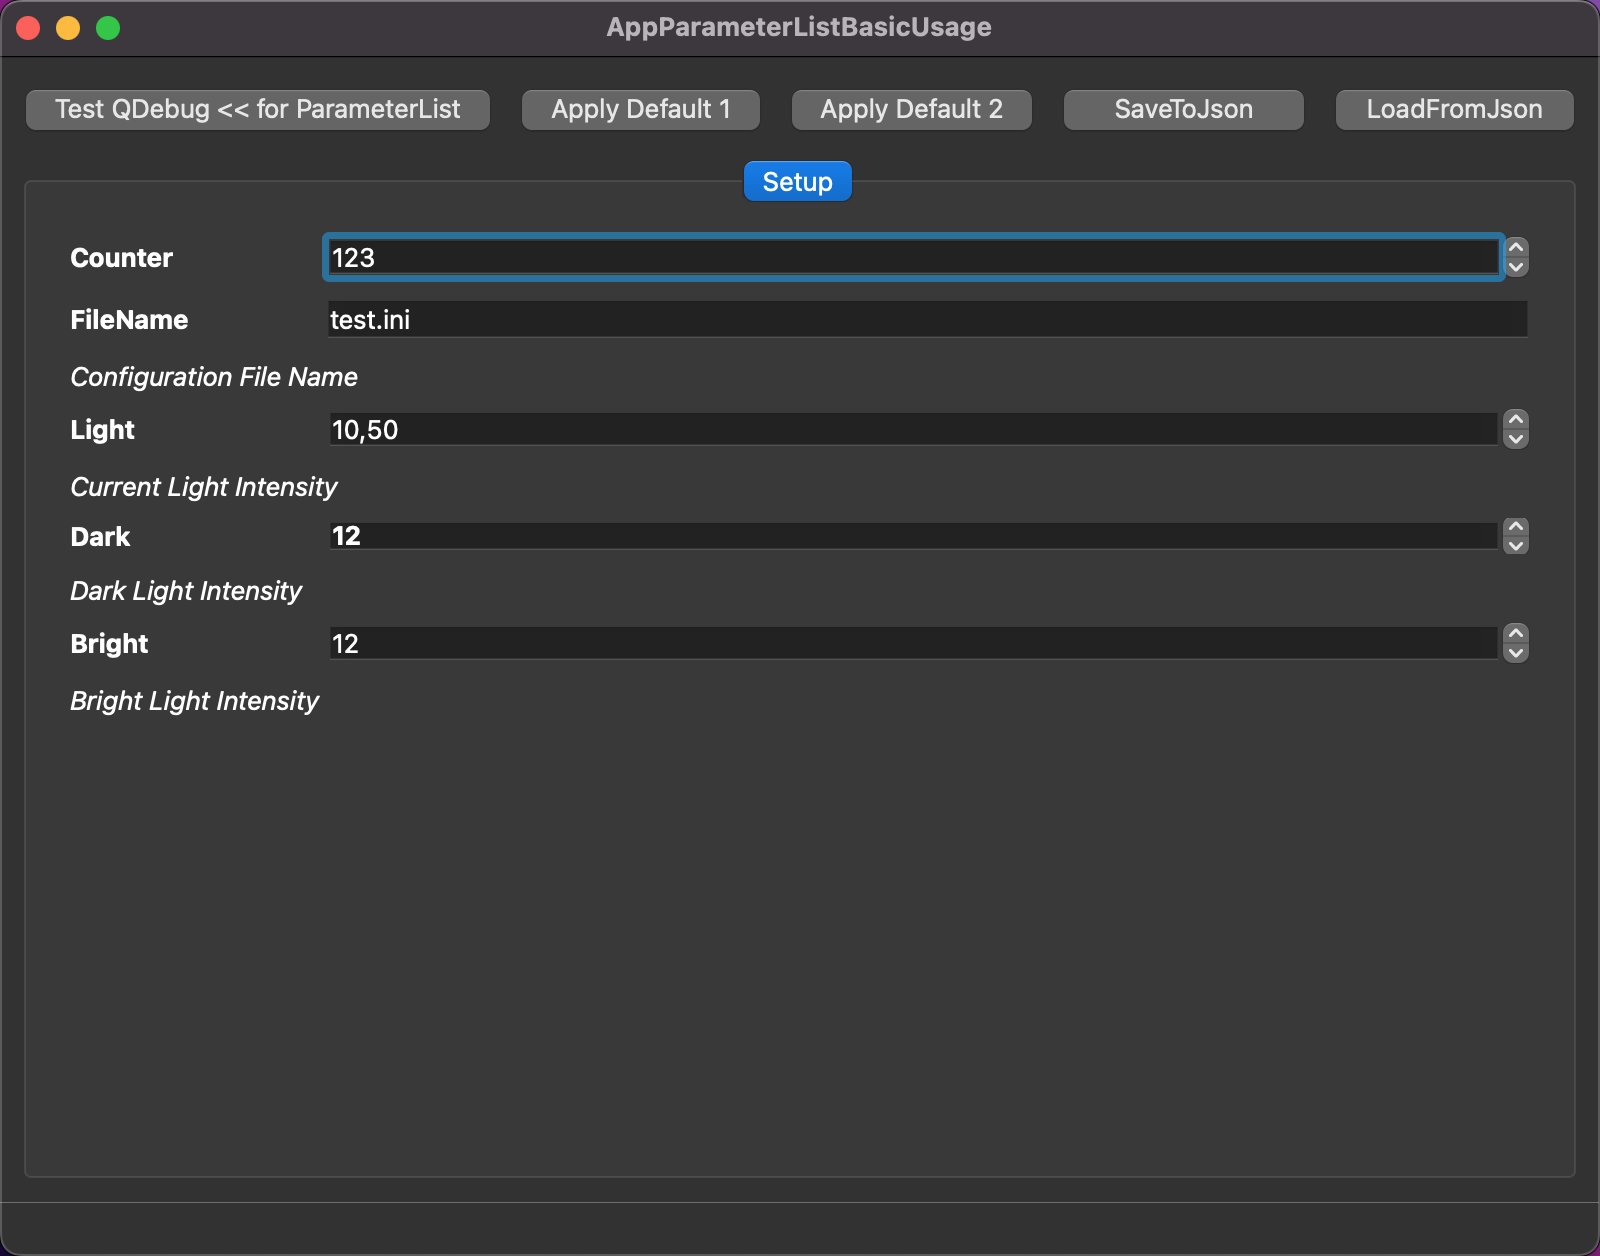 AppParameterListBasicUsage
Test QDebug << for ParameterList Apply Default 1 Apply Default 2 SaveToJson LoadFromJson
Setup
Counter 123
FileName test.ini
Configuration File Name
Light 10,50
Current Light Intensity
Dark 12
Dark Light Intensity
Bright 12
Bright Light Intensity